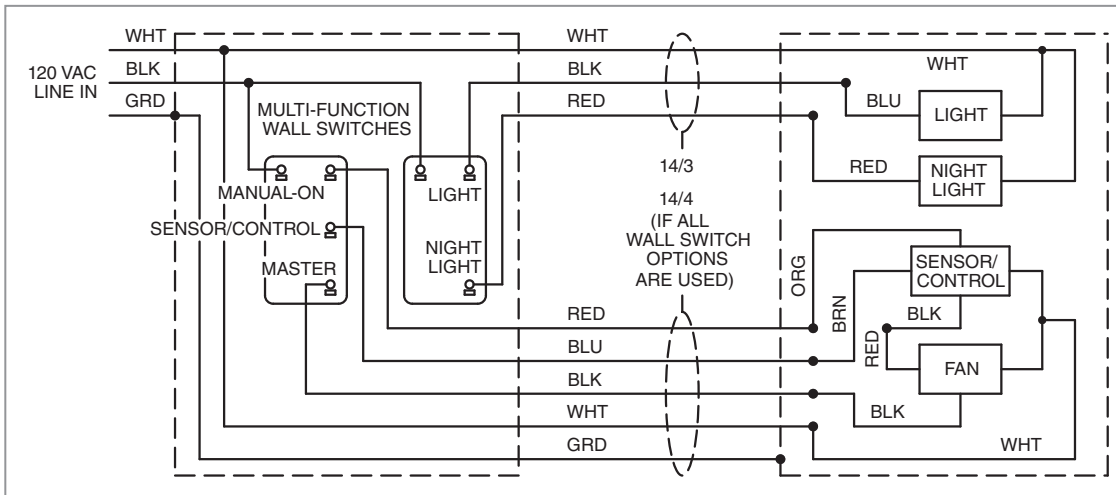 WHT
120 VAC
LINE IN
BLK
GRD
MULTI-FUNCTION
WALL SWITCHES
MANUAL-ON
SENSOR/CONTROL
MASTER
LIGHT
NIGHT
LIGHT
WHT
BLK
RED
14/3
14/4
(IF ALL
WALL SWITCH
OPTIONS
ARE USED)
RED
BLU
BLK
WHT
GRD
WHT
BLU
LIGHT
RED
NIGHT
LIGHT
ORG
BRN
SENSOR/
CONTROL
BLK
RED
FAN
BLK
WHT